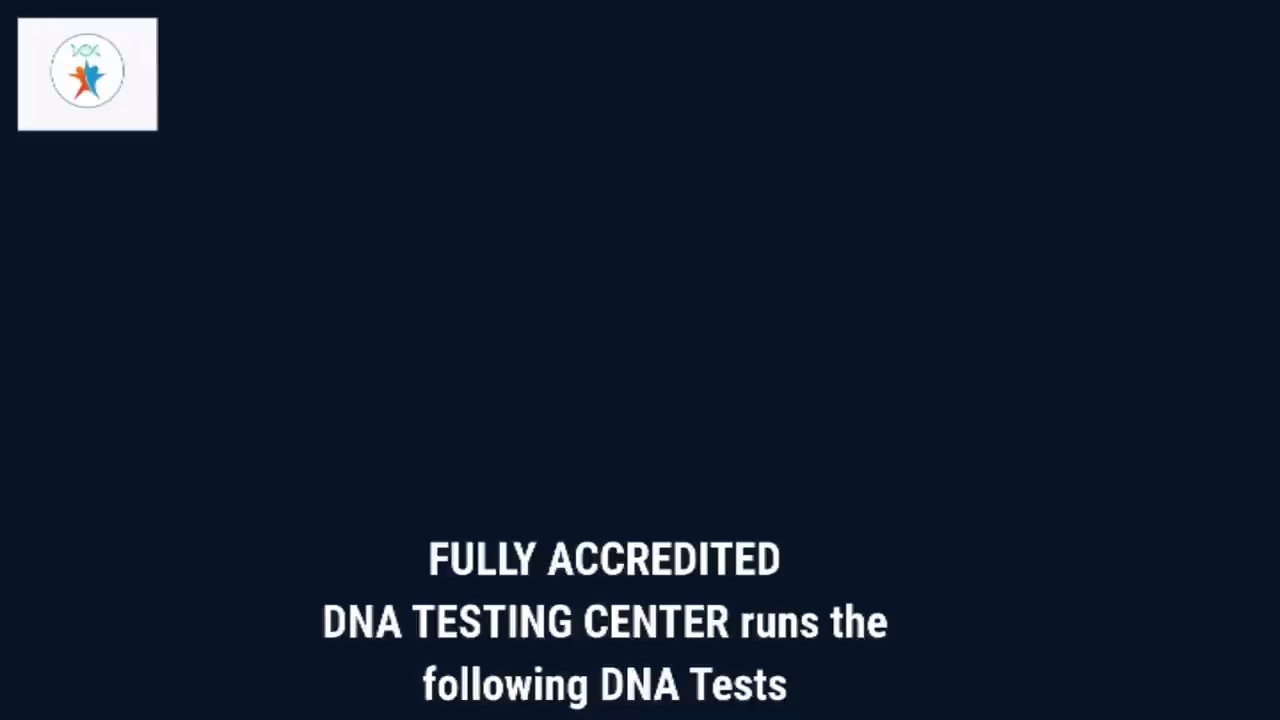 FULLY ACCREDITED
DNA TESTING CENTER runs the
following DNA Tests